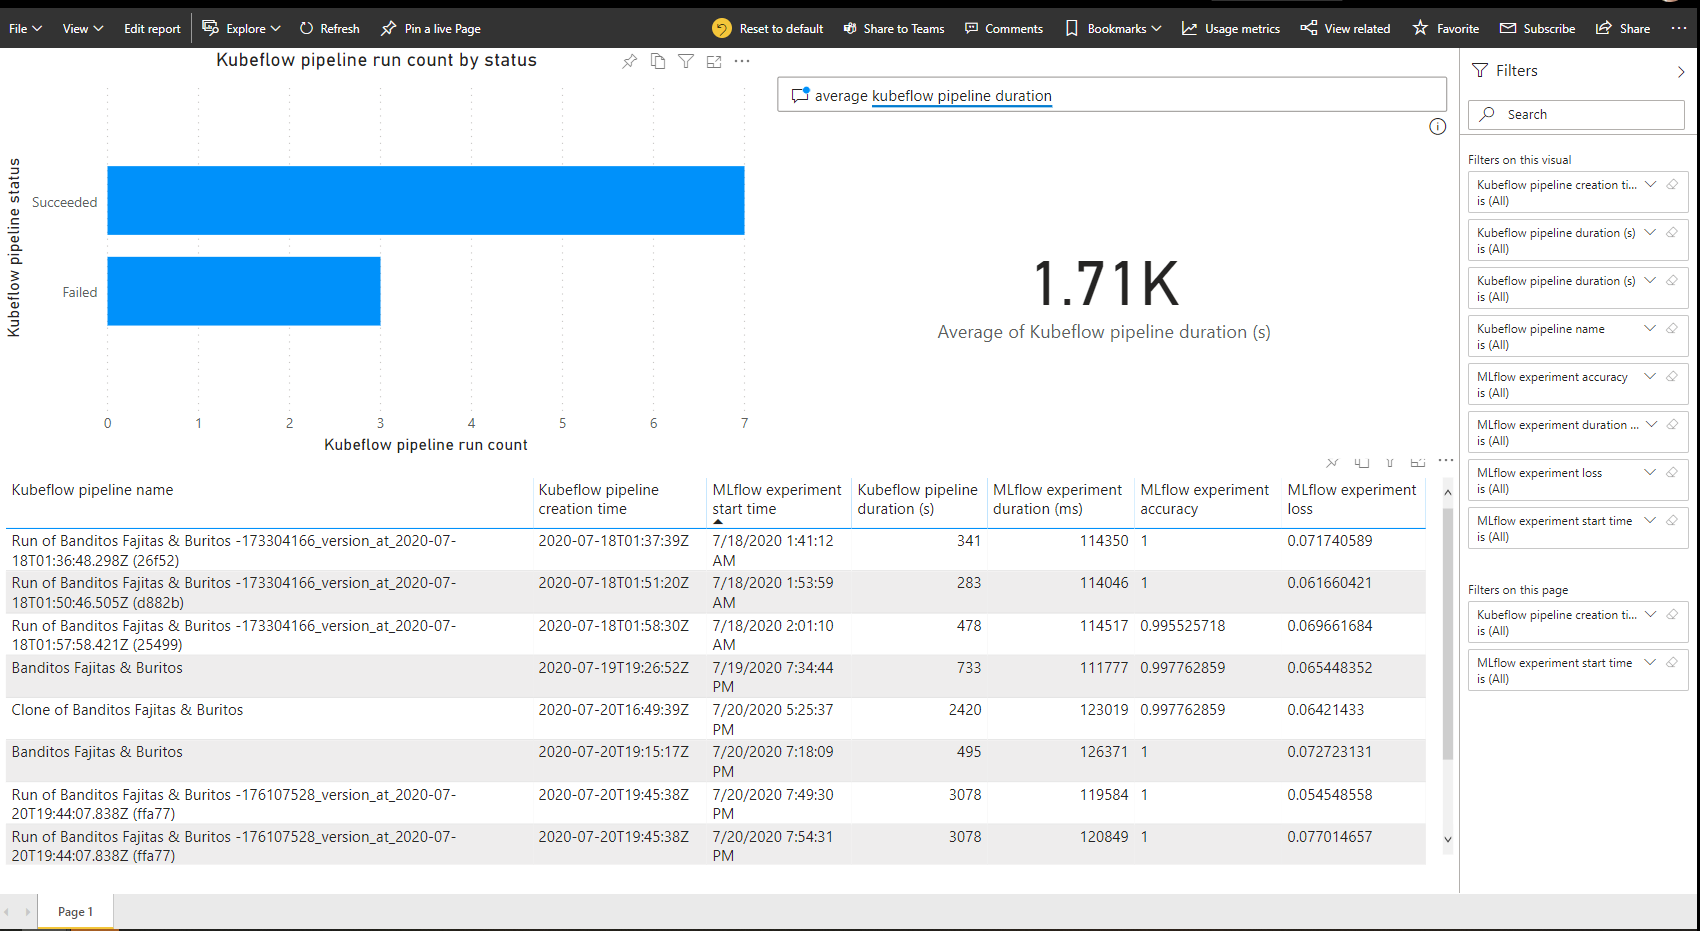 File View Edit report Explore Refresh Pin a live Page Reset to default Share to Teams Comments Bookmarks Usage metrics View related Favorite Subscribe Share
Kubeflow pipeline run count by status
Kubeflow pipeline status
Succeeded
Failed
0 1 2 3 4 5 6 7
Kubeflow pipeline run count
average kubeflow pipeline duration
1.71K
Average of Kubeflow pipeline duration (s)
Kubeflow pipeline name
Kubeflow pipeline
creation time
MLflow experiment
start time
Kubeflow pipeline
duration (s)
MLflow experiment
duration (ms)
MLflow experiment
accuracy
MLflow experiment
loss
Run of Banditos Fajitas & Buritos -173304166_version_at_2020-07- 2020-07-18T01:37:39Z 7/18/2020 1:41:12 341 114350 1 0.071740589
18T01:36:48.298Z (26f52) AM
Run of Banditos Fajitas & Buritos -173304166_version_at_2020-07- 2020-07-18T01:51:20Z 7/18/2020 1:53:59 283 114046 1 0.061660421
18T01:50:46.505Z (d882b) AM
Run of Banditos Fajitas & Buritos -173304166_version_at_2020-07- 2020-07-18T01:58:30Z 7/18/2020 2:01:10 478 114517 0.995525718 0.069661684
18T01:57:58.421Z (25499) AM
Banditos Fajitas & Buritos 2020-07-19T19:26:52Z 7/19/2020 7:34:44 733 111777 0.997762859 0.065448352
PM
Clone of Banditos Fajitas & Buritos 2020-07-20T16:49:39Z 7/20/2020 5:25:37 2420 123019 0.997762859 0.06421433
PM
Banditos Fajitas & Buritos 2020-07-20T19:15:17Z 7/20/2020 7:18:09 495 126371 1 0.072723131
PM
Run of Banditos Fajitas & Buritos -176107528_version_at_2020-07- 2020-07-20T19:45:38Z 7/20/2020 7:49:30 3078 119584 1 0.054548558
20T19:44:07.838Z (ffa77) PM
Run of Banditos Fajitas & Buritos -176107528_version_at_2020-07- 2020-07-20T19:45:38Z 7/20/2020 7:54:31 3078 120849 1 0.077014657
20T19:44:07.838Z (ffa77) PM
Filters
Search
Filters on this visual
Kubeflow pipeline creation ti...
is (All)
Kubeflow pipeline duration (s)
is (All)
Kubeflow pipeline duration (s)
is (All)
Kubeflow pipeline name
is (All)
MLflow experiment accuracy
is (All)
MLflow experiment duration ...
is (All)
MLflow experiment loss
is (All)
MLflow experiment start time
is (All)
Filters on this page
Kubeflow pipeline creation ti...
is (All)
MLflow experiment start time
is (All)
Page 1